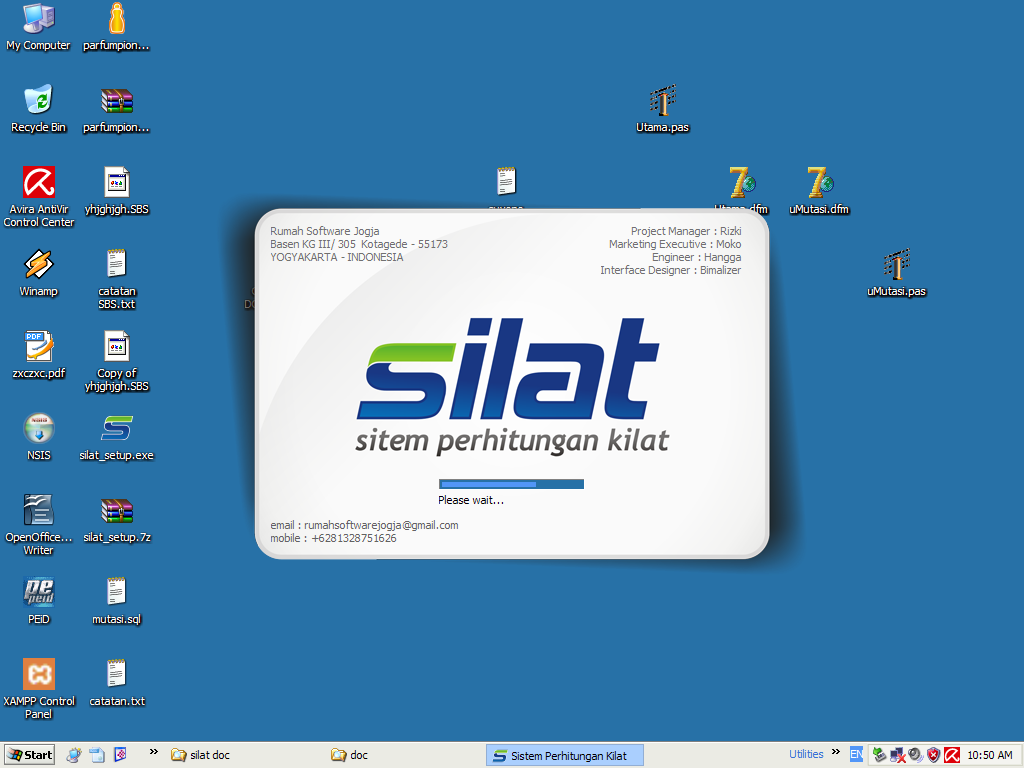 My Computer
parfumpion...
Recycle Bin
parfumpion...
Utama.pas
Avira AntiVir
Control Center
yhjghjgh.SBS
Utama.dfm
uMutasi.dfm
Winamp
catatan
SBS.txt
uMutasi.pas
zxczxc.pdf
Copy of
yhjghjgh.SBS
NSIS
silat_setup.exe
OpenOffice...
Writer
silat_setup.7z
PEiD
mutasi.sql
XAMPP Control
Panel
catatan.txt
Rumah Software Jogja
Basen KG III/ 305 Kotagede - 55173
YOGYAKARTA - INDONESIA
Project Manager : Rizki
Marketing Executive : Moko
Engineer : Hangga
Interface Designer : Bimalizer
silat
sitem perhitungan kilat
Please wait...
email : rumahsoftwarejogja@gmail.com
mobile : +6281328751626
Start
silat doc
doc
Sistem Perhitungan Kilat
Utilities
EN
10:50 AM